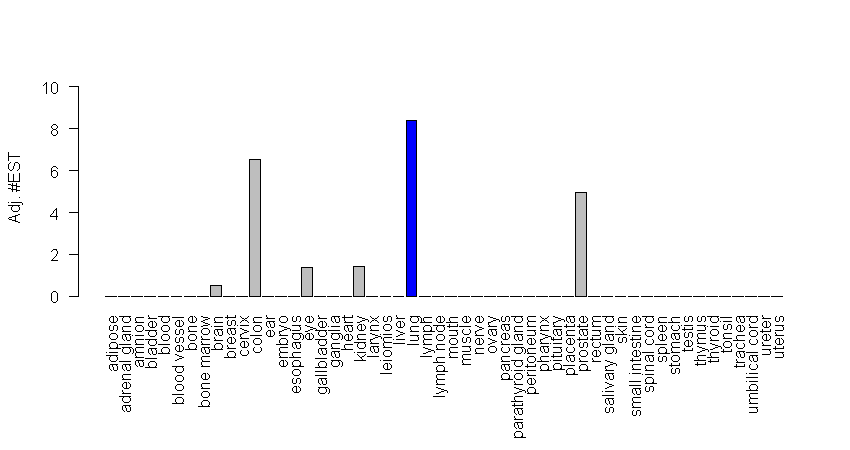 10
8
6
4
2
0
Adj. #EST
adipose
adrenal gland
amnion
bladder
blood
blood vessel
bone
bone marrow
brain
breast
cervix
colon
ear
embryo
esophagus
eye
gallbladder
ganglia
heart
kidney
larynx
leiomios
liver
lung
lymph
lymph node
mouth
muscle
nerve
ovary
pancreas
parathyroid gland
peritoneum
pharynx
pituitary
placenta
prostate
rectum
salivary gland
skin
small intestine
spinal cord
spleen
stomach
testis
thymus
thyroid
tonsil
trachea
umbilical cord
ureter
uterus